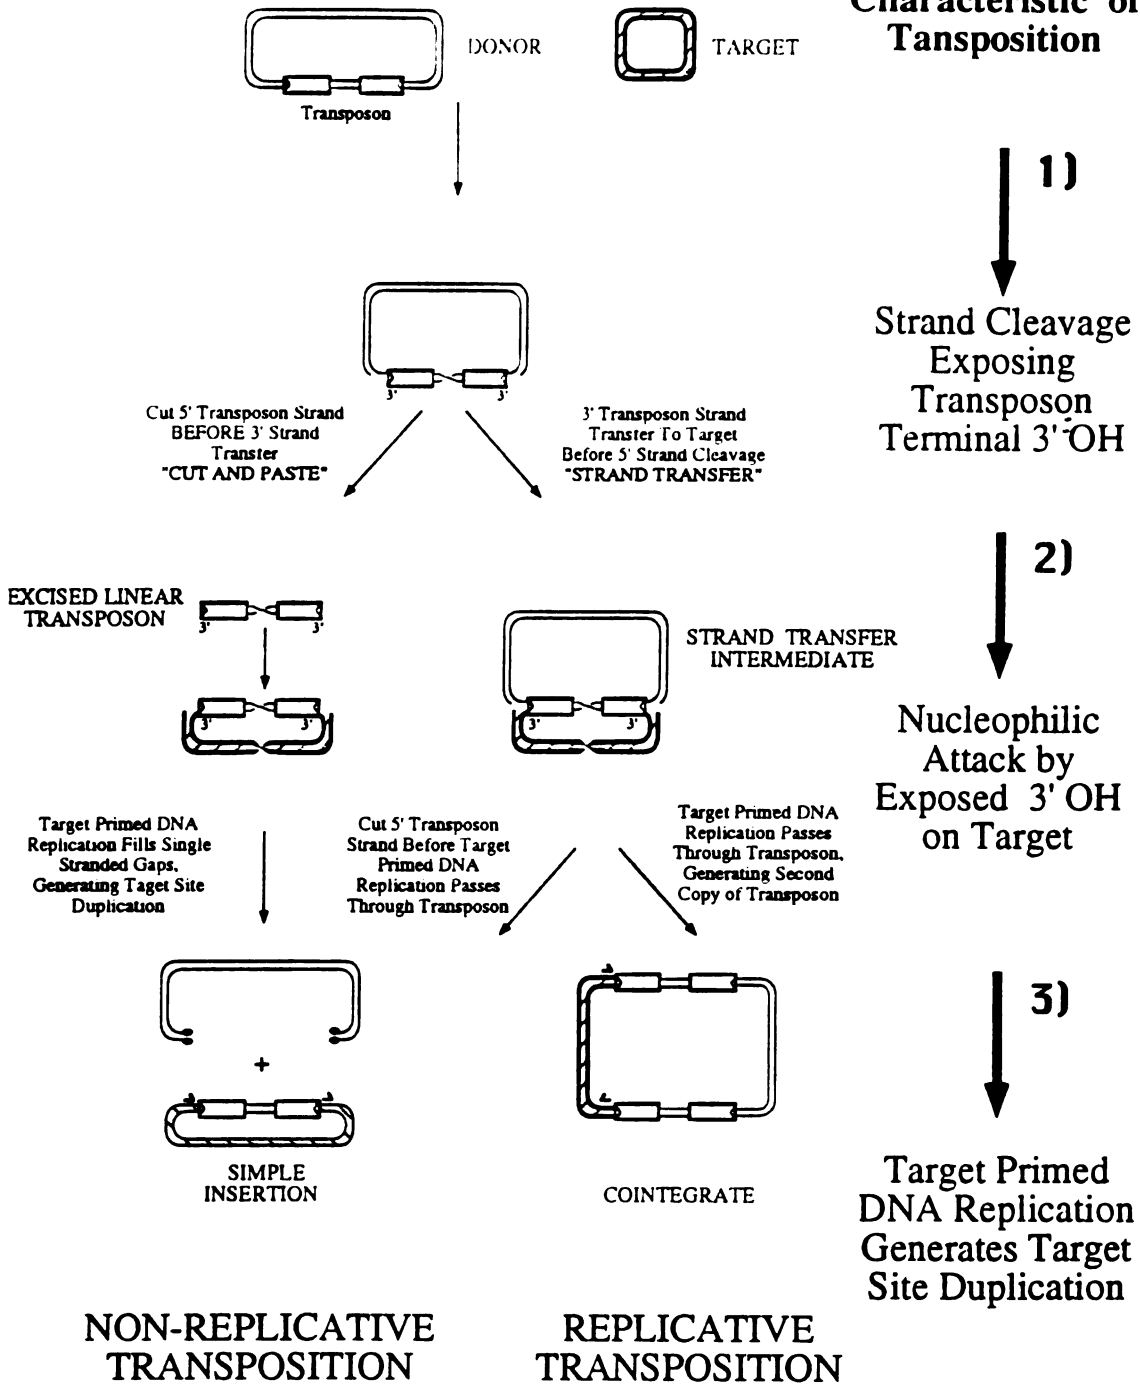 Characteristic of
Tansposition
DONOR
TARGET
Transposon
1)
Strand Cleavage
Exposing
Transposon
Terminal 3' OH
3'
3'
Cut 5' Transposon Strand
BEFORE 3' Strand
Transter
"CUT AND PASTE"
3' Transposon Strand
Transter To Target
Before 5' Strand Cleavage
"STRAND TRANSFER"
2)
EXCISED LINEAR
TRANSPOSON
3'
3'
STRAND TRANSFER
INTERMEDIATE
3'
3'
3'
3'
Nucleophilic
Attack by
Exposed 3' OH
on Target
Target Primed DNA
Replication Fills Single
Stranded Gaps,
Generating Taget Site
Duplication
Cut 5' Transposon
Strand Before Target
Primed DNA
Replication Passes
Through Transposon
Target Primed DNA
Replication Passes
Through Transposon,
Generating Second
Copy of Transposon
3)
+
SIMPLE
INSERTION
COINTEGRATE
Target Primed
DNA Replication
Generates Target
Site Duplication
NON-REPLICATIVE
TRANSPOSITION
REPLICATIVE
TRANSPOSITION